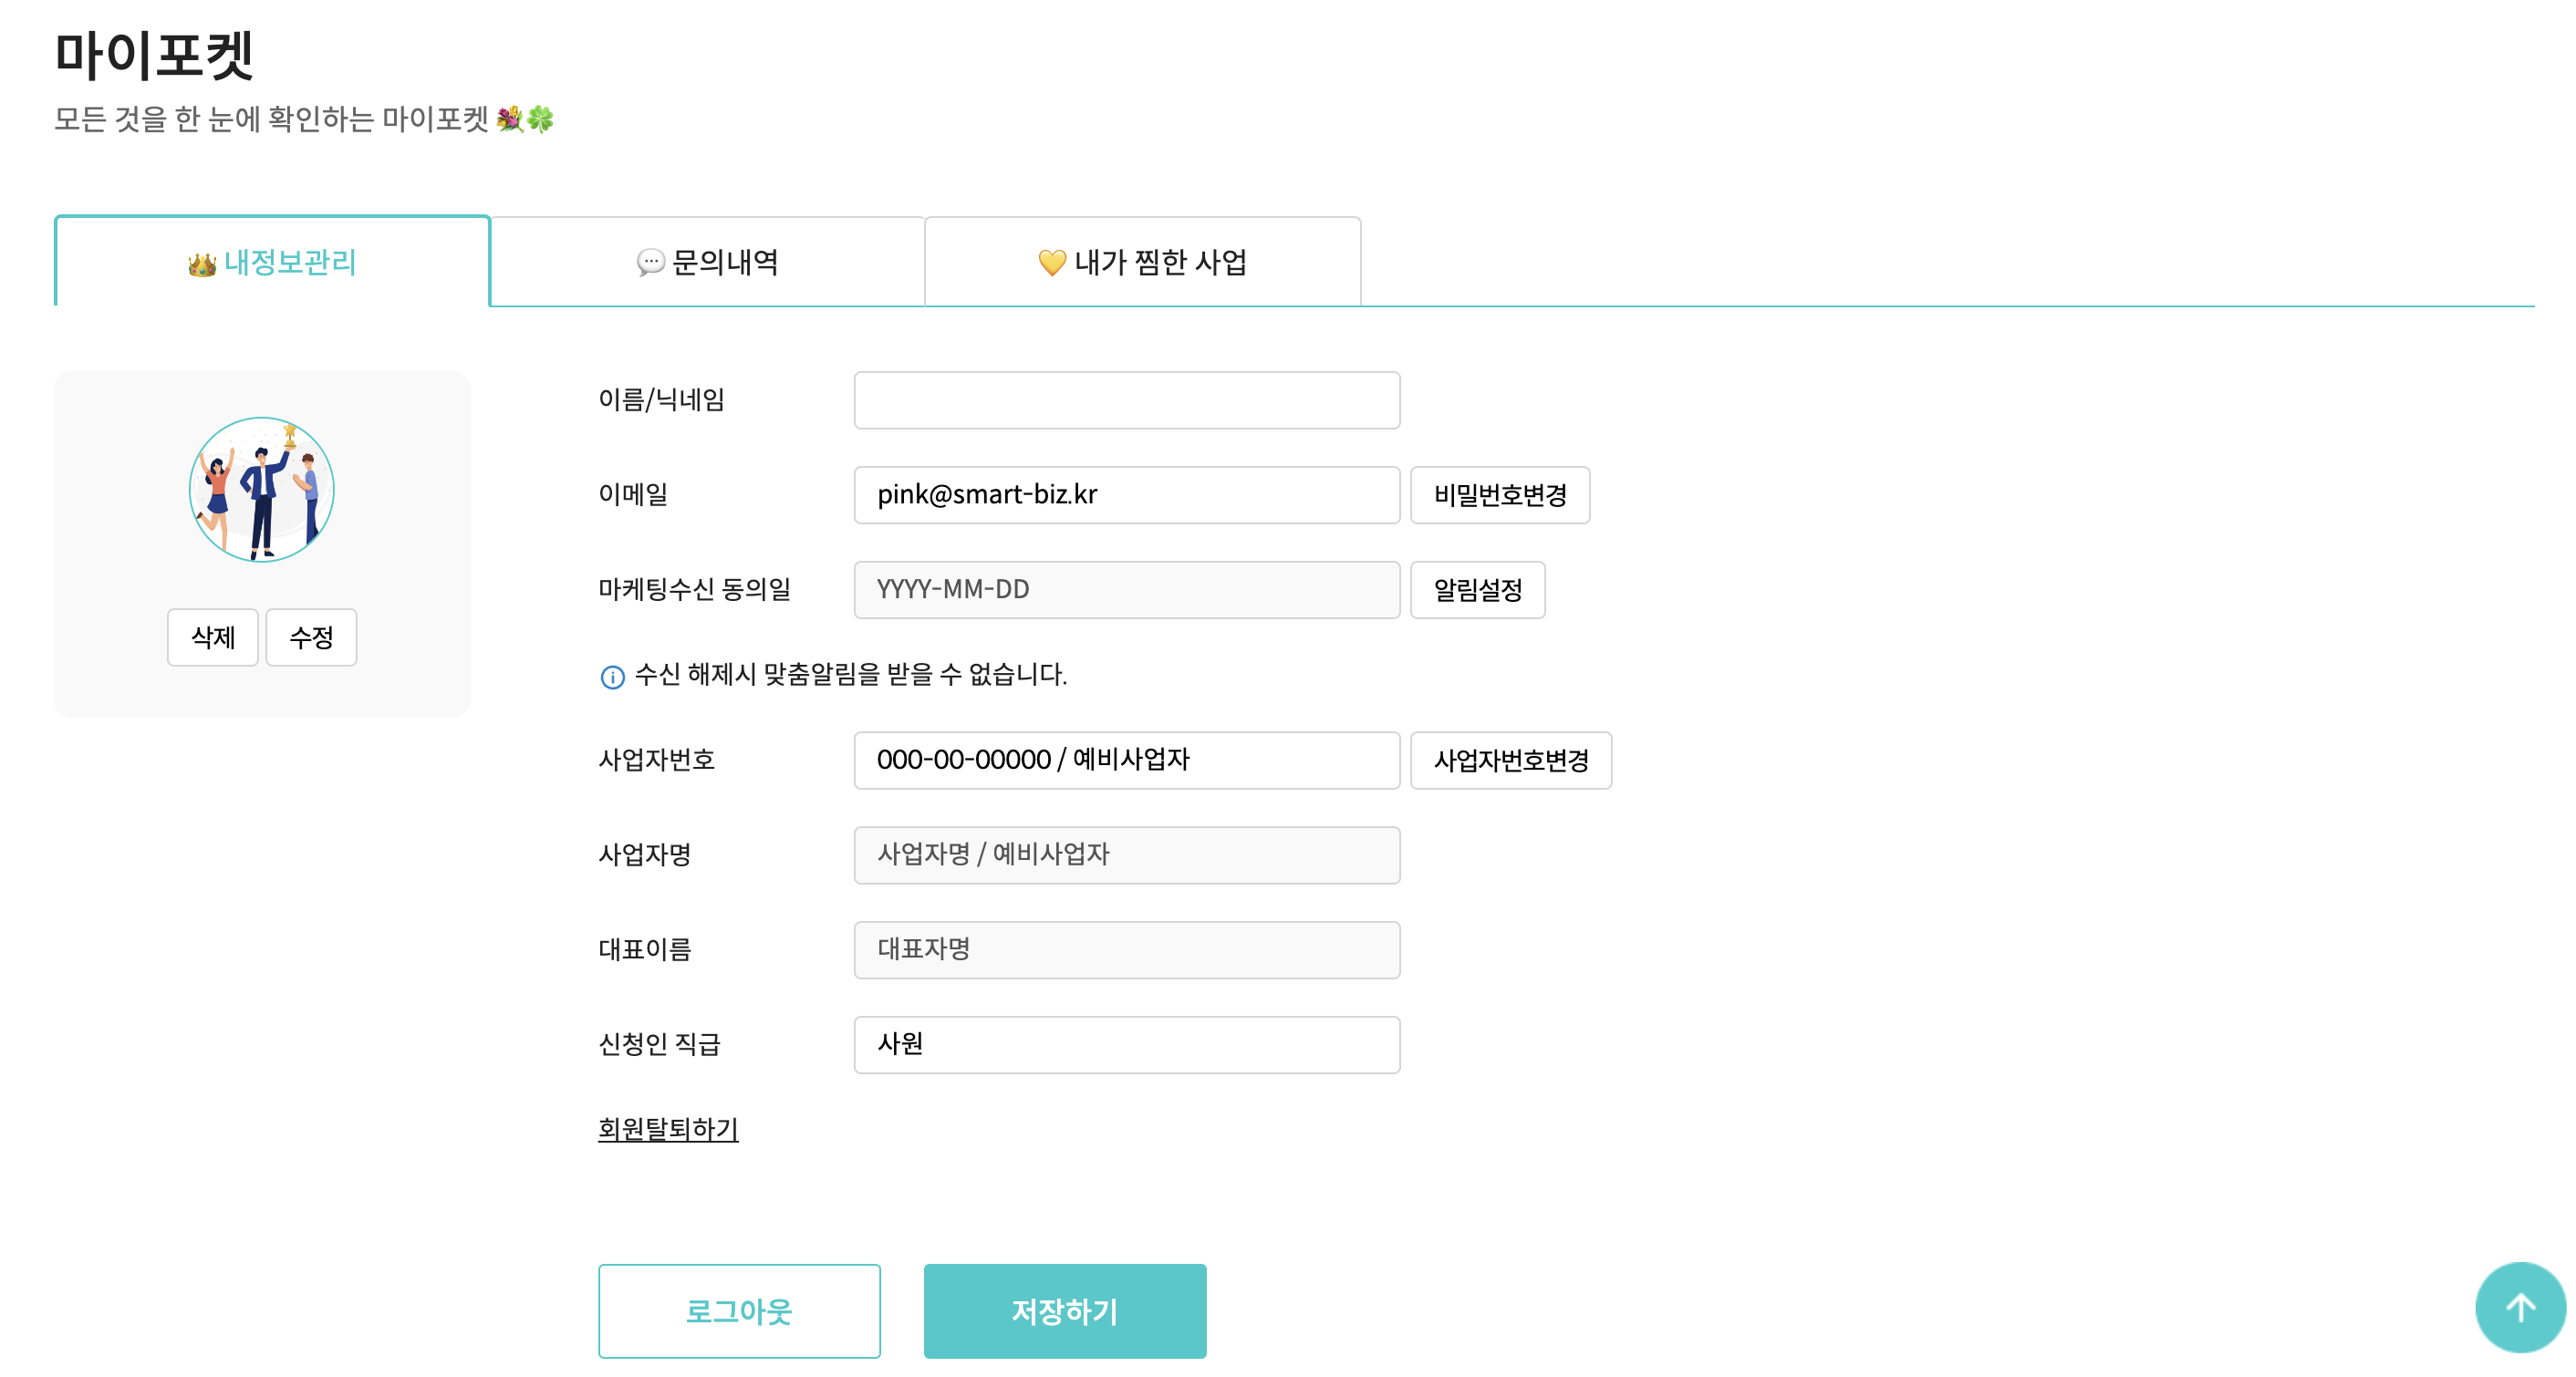 마이포켓
모든 것을 한 눈에 확인하는 마이포켓 💐🍀
👑 내정보관리
💬 문의내역
💛 내가 찜한 사업
삭제 수정
이름/닉네임
이메일 pink@smart-biz.kr 비밀번호변경
마케팅수신 동의일 YYYY-MM-DD 알림설정
수신 해제시 맞춤알림을 받을 수 없습니다.
사업자번호 000-00-00000 / 예비사업자 사업자번호변경
사업자명 사업자명 / 예비사업자
대표이름 대표자명
신청인 직급 사원
회원탈퇴하기
로그아웃 저장하기